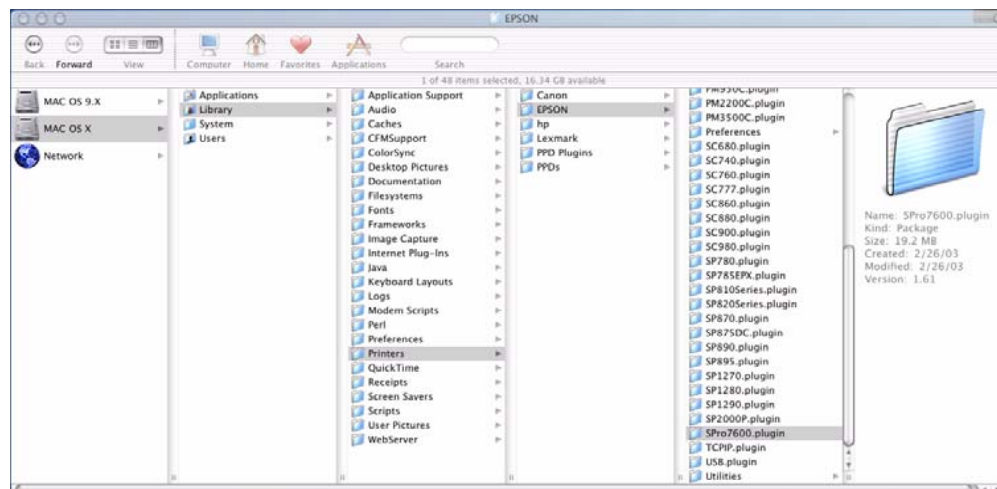 EPSON
Back Forward View Computer Home Favorites Applications Search
1 of 48 items selected, 16.34 GB available
MAC OS 9.X
MAC OS X
Network
Applications
Library
System
Users
Application Support
Audio
Caches
CFMSupport
ColorSync
Desktop Pictures
Documentation
Filesystems
Fonts
Frameworks
Image Capture
Internet Plug-Ins
Java
Keyboard Layouts
Logs
Modem Scripts
Perl
Preferences
Printers
QuickTime
Receipts
Screen Savers
Scripts
User Pictures
WebServer
Canon
EPSON
hp
Lexmark
PPD Plugins
PPDs
PM950C.plugin
PM2200C.plugin
PM3500C.plugin
Preferences
SC680.plugin
SC740.plugin
SC760.plugin
SC777.plugin
SC860.plugin
SC880.plugin
SC900.plugin
SC980.plugin
SP780.plugin
SP785EPX.plugin
SP810Series.plugin
SP820Series.plugin
SP870.plugin
SP875DC.plugin
SP890.plugin
SP895.plugin
SP1270.plugin
SP1280.plugin
SP1290.plugin
SP2000P.plugin
SPro7600.plugin
TCPIP.plugin
USB.plugin
Utilities
Name: SPro7600.plugin
Kind: Package
Size: 19.2 MB
Created: 2/26/03
Modified: 2/26/03
Version: 1.61